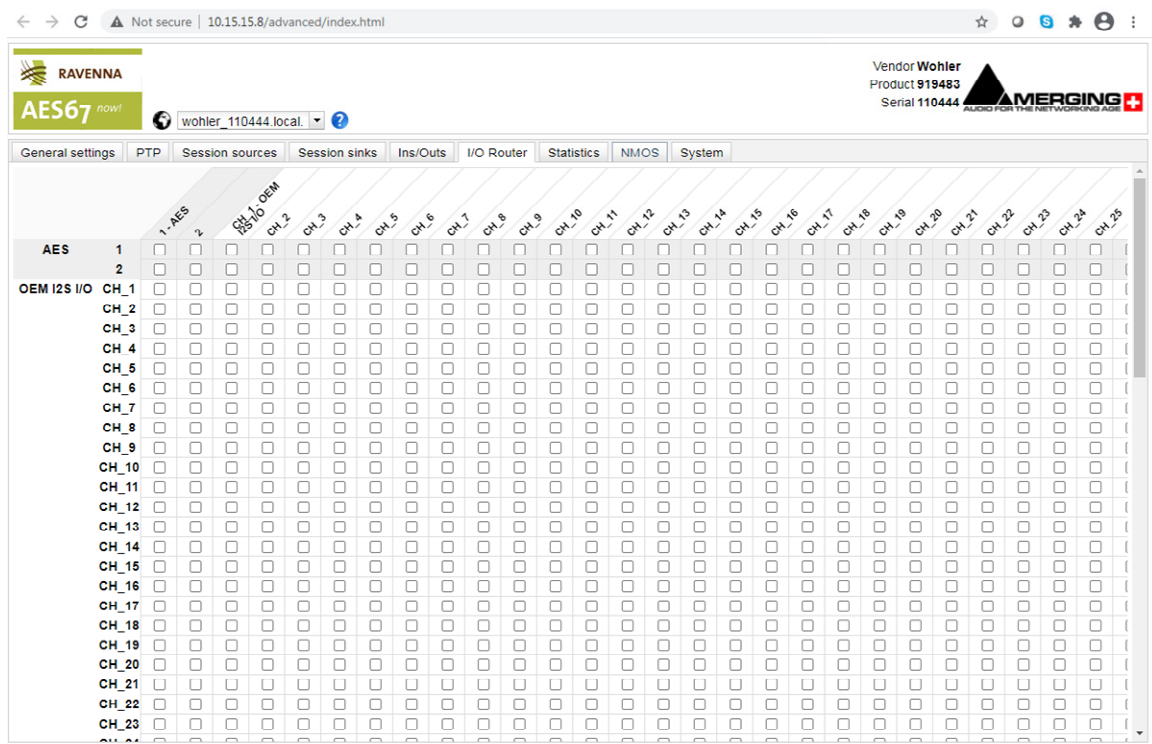 Not secure | 10.15.15.8/advanced/index.html
RAVENNA
AES67 now!
wohler_110444.local.
?
Vendor Wohler
Product 919483
Serial 110444
MERGING
AUDIO FOR THE NETWORKING AGE
General settings PTP Session sources Session sinks Ins/Outs I/O Router Statistics NMOS System
1 - AES 2 CH_1 - OEM I2S I/O CH_2 CH_3 CH_4 CH_5 CH_6 CH_7 CH_8 CH_9 CH_10 CH_11 CH_12 CH_13 CH_14 CH_15 CH_16 CH_17 CH_18 CH_19 CH_20 CH_21 CH_22 CH_23 CH_24 CH_25
AES 1
2
OEM I2S I/O CH_1
CH_2
CH_3
CH_4
CH_5
CH_6
CH_7
CH_8
CH_9
CH_10
CH_11
CH_12
CH_13
CH_14
CH_15
CH_16
CH_17
CH_18
CH_19
CH_20
CH_21
CH_22
CH_23